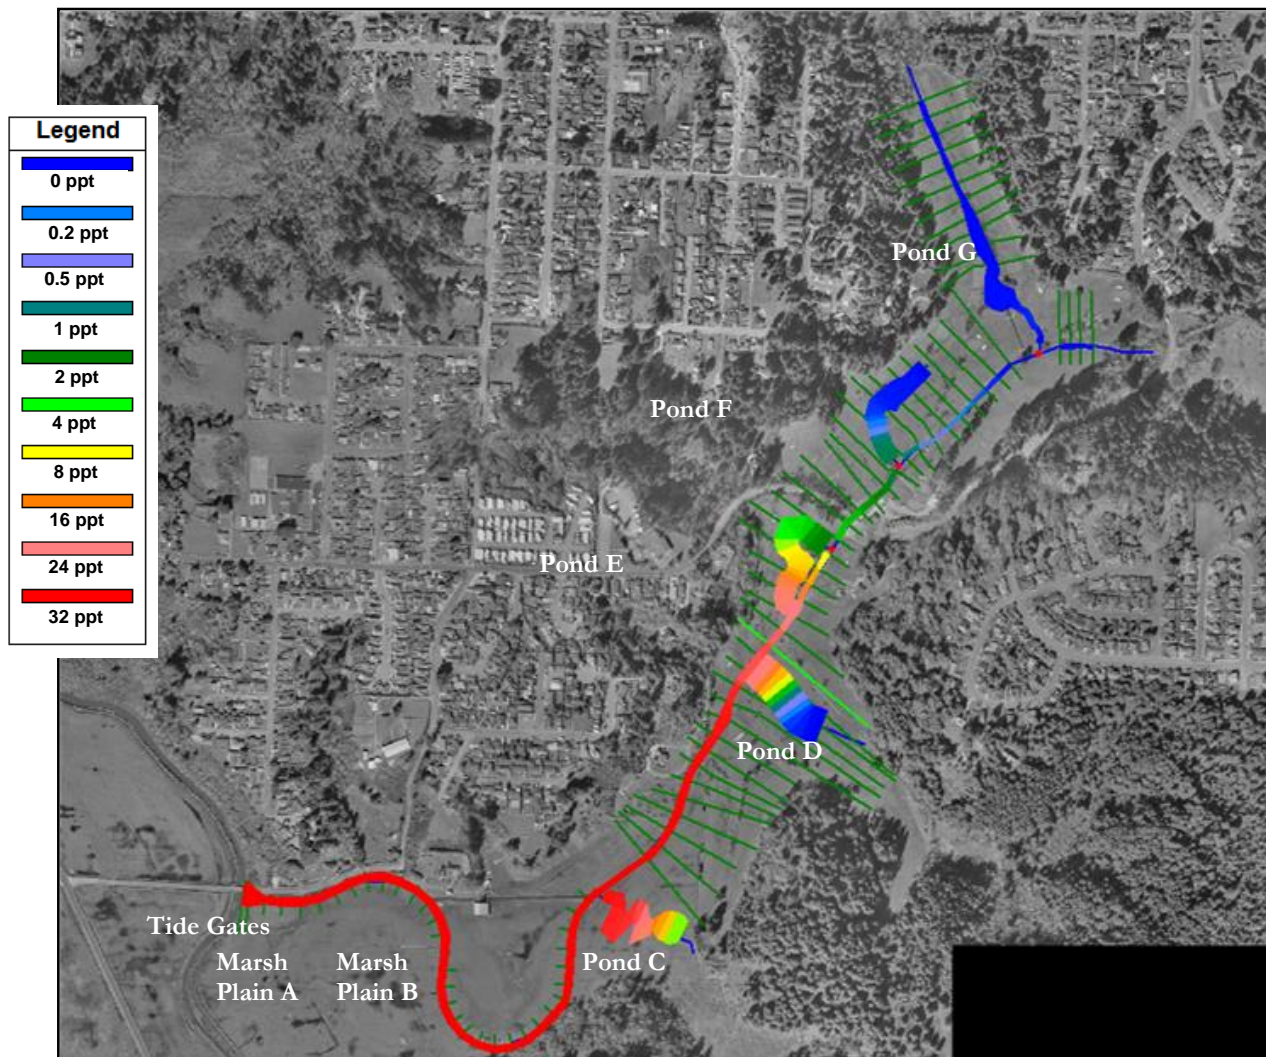 Legend
0 ppt
0.2 ppt
0.5 ppt
1 ppt
2 ppt
4 ppt
8 ppt
16 ppt
24 ppt
32 ppt
Pond G
Pond F
Pond E
Pond D
Tide Gates
Marsh
Plain A
Marsh
Plain B
Pond C